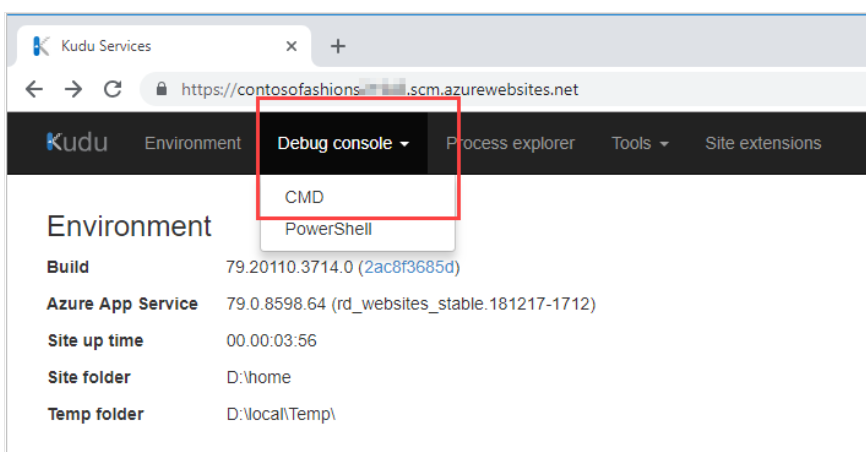 Kudu Services
https://contosofashions .scm.azurewebsites.net
Kudu Environment Debug console Process explorer Tools Site extensions
CMD
PowerShell
Environment
Build 79.20110.3714.0 (2ac8f3685d)
Azure App Service 79.0.8598.64 (rd_websites_stable.181217-1712)
Site up time 00.00:03:56
Site folder D:\home
Temp folder D:\local\Temp\